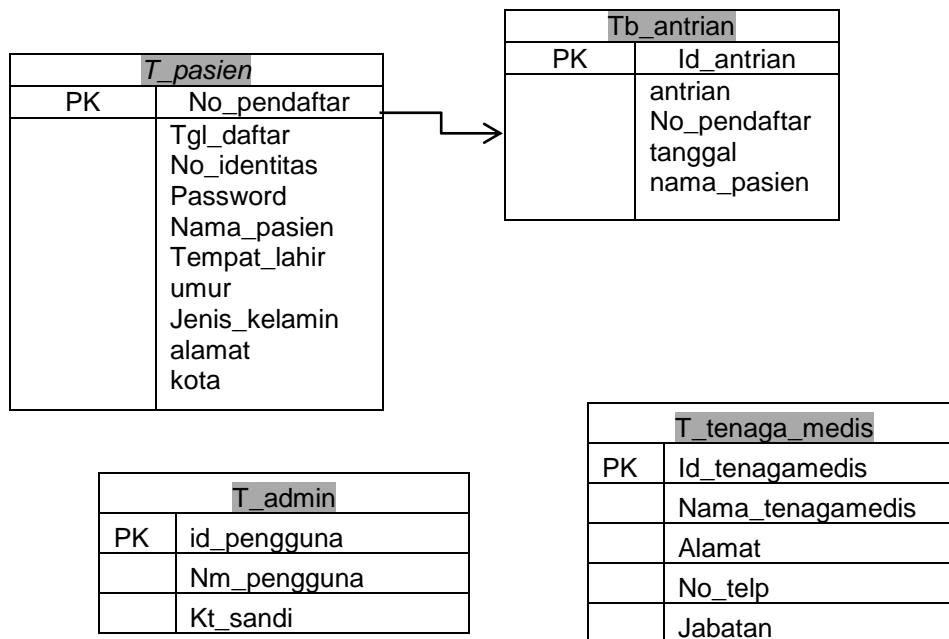 T_pasien
PK No_pendaftar
Tgl_daftar
No_identitas
Password
Nama_pasien
Tempat_lahir
umur
Jenis_kelamin
alamat
kota
Tb_antrian
PK Id_antrian
antrian
No_pendaftar
tanggal
nama_pasien
T_admin
PK id_pengguna
Nm_pengguna
Kt_sandi
T_tenaga_medis
PK Id_tenagamedis
Nama_tenagamedis
Alamat
No_telp
Jabatan